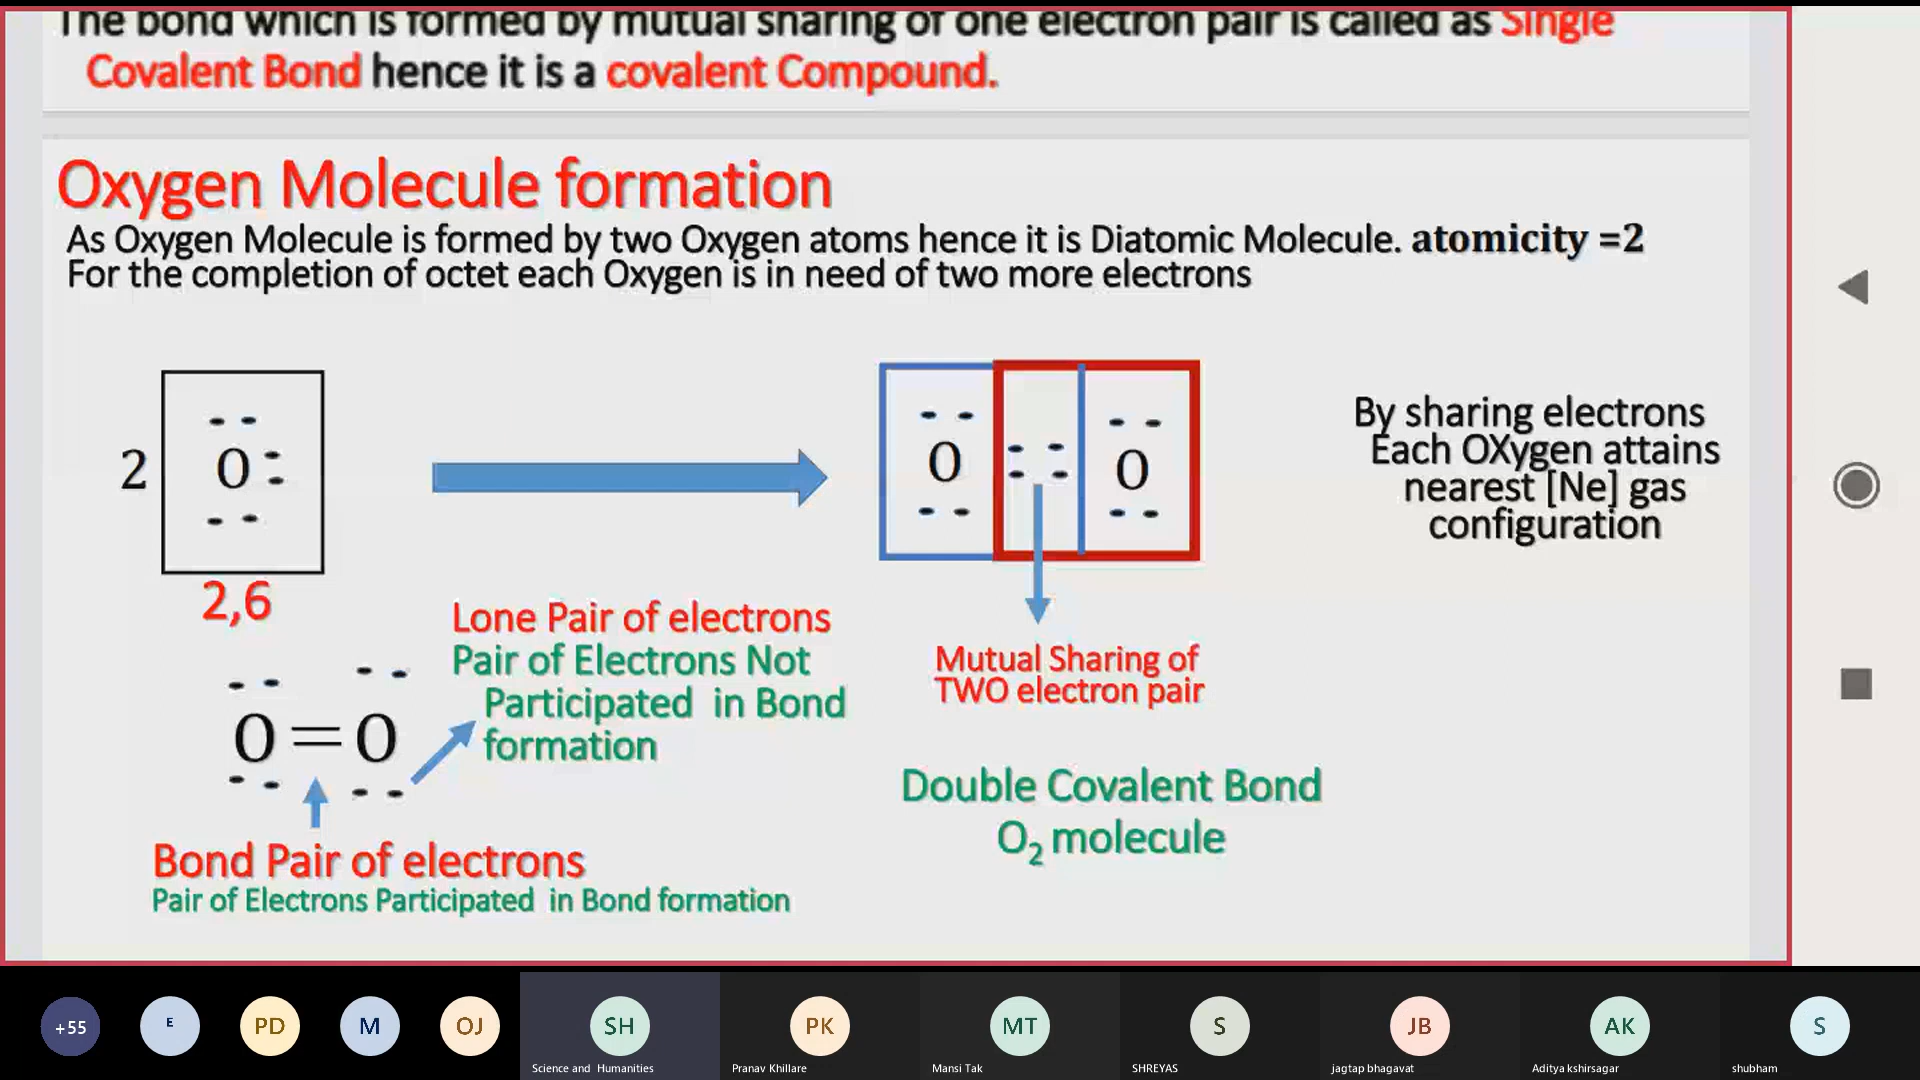 The bond which is formed by mutual sharing of one electron pair is called as Single
Covalent Bond hence it is a covalent Compound.
Oxygen Molecule formation
As Oxygen Molecule is formed by two Oxygen atoms hence it is Diatomic Molecule. atomicity =2
For the completion of octet each Oxygen is in need of two more electrons
2 O
2,6
O O
By sharing electrons
Each OXygen attains
nearest [Ne] gas
configuration
Mutual Sharing of
TWO electron pair
Lone Pair of electrons
Pair of Electrons Not
Participated in Bond
formation
O=O
Bond Pair of electrons
Pair of Electrons Participated in Bond formation
Double Covalent Bond
O₂ molecule
+55
E
PD
M
OJ
SH
PK
MT
S
JB
AK
S
Science and Humanities
Pranav Khillare
Mansi Tak
SHREYAS
jagtap bhagavat
Aditya kshirsagar
shubham